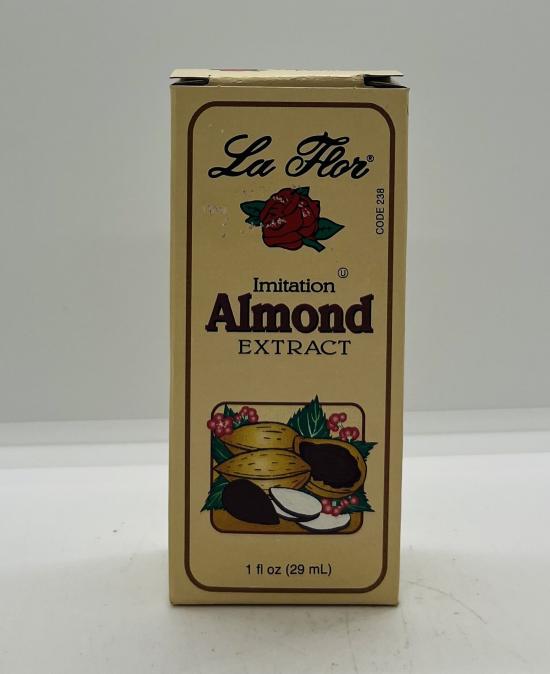 La Flor®
CODE 238
Imitation Ⓤ
Almond
EXTRACT
1 fl oz (29 mL)